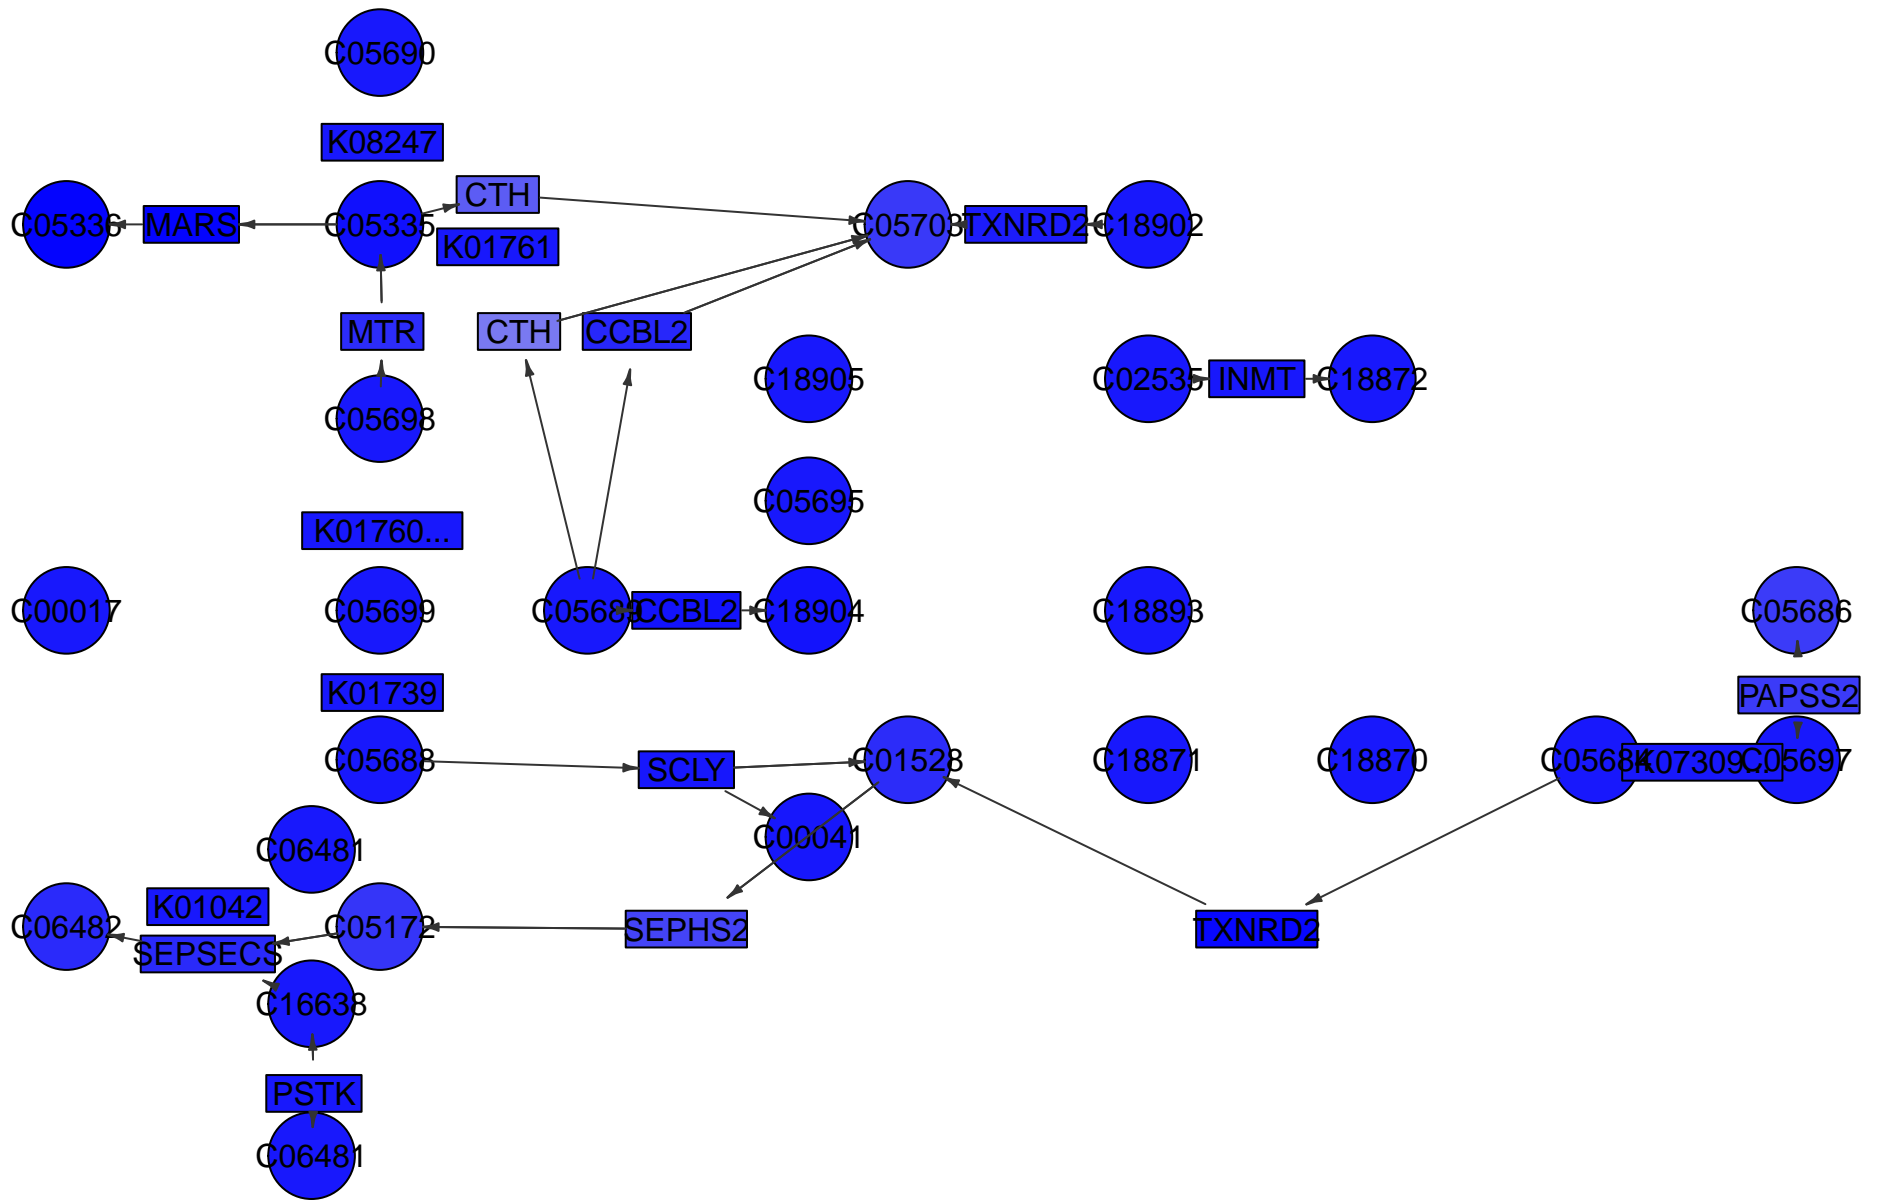 C05690
K08247
CTH
C05336
MARS
C05335
C05703
TXNRD2
C18902
K01761
MTR
CTH
CCBL2
C18905
C02535
INMT
C18872
C05698
C05695
K01760...
C00017
C05699
C05689
CCBL2
C18904
C18893
C05686
K01739
PAPSS2
C05688
SCLY
C01528
C18871
C18870
C05684
K07309...
C05697
C00041
C06481
K01042
C06482
SEPSECS
C05172
SEPHS2
TXNRD2
C16638
PSTK
C06481